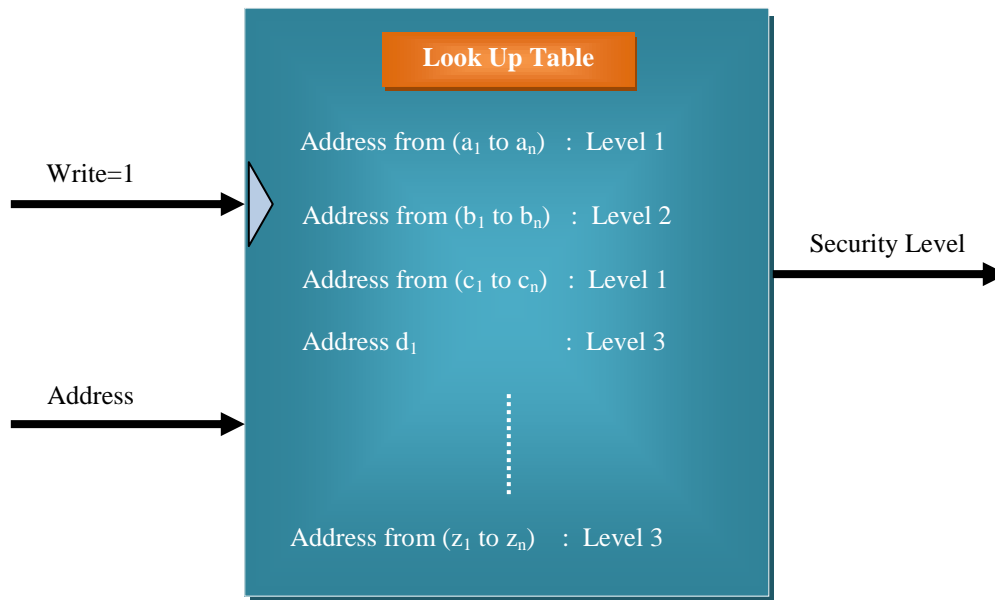 Look Up Table
Address from (a₁ to aₙ) : Level 1
Write=1
Address from (b₁ to bₙ) : Level 2
Security Level
Address from (c₁ to cₙ) : Level 1
Address d₁ : Level 3
Address
Address from (z₁ to zₙ) : Level 3